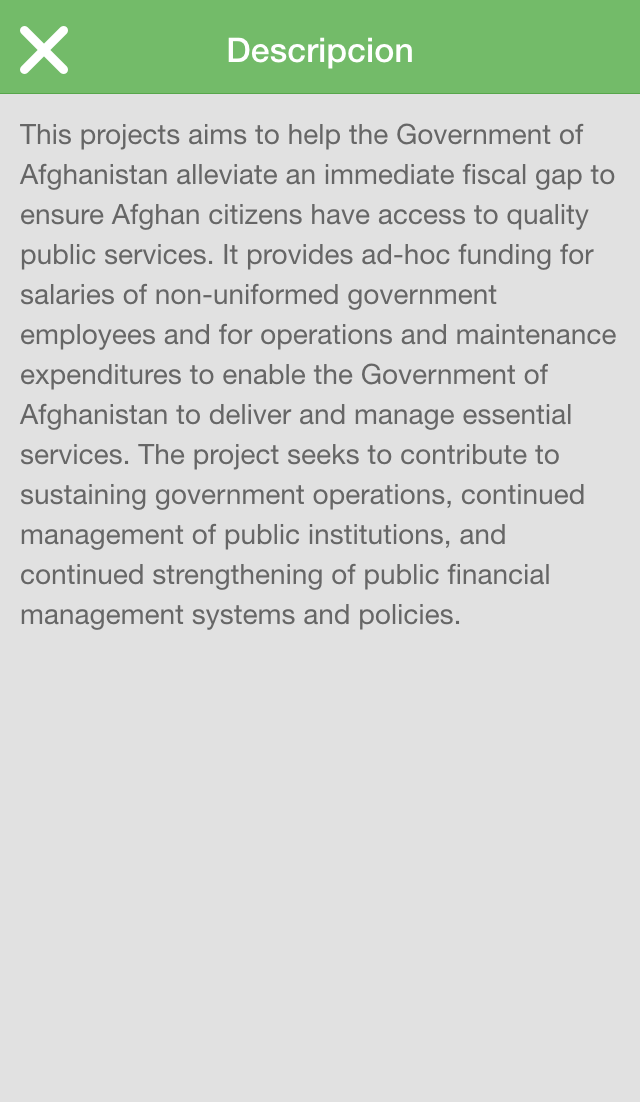 Descripcion
This projects aims to help the Government of
Afghanistan alleviate an immediate fiscal gap to
ensure Afghan citizens have access to quality
public services. It provides ad-hoc funding for
salaries of non-uniformed government
employees and for operations and maintenance
expenditures to enable the Government of
Afghanistan to deliver and manage essential
services. The project seeks to contribute to
sustaining government operations, continued
management of public institutions, and
continued strengthening of public financial
management systems and policies.